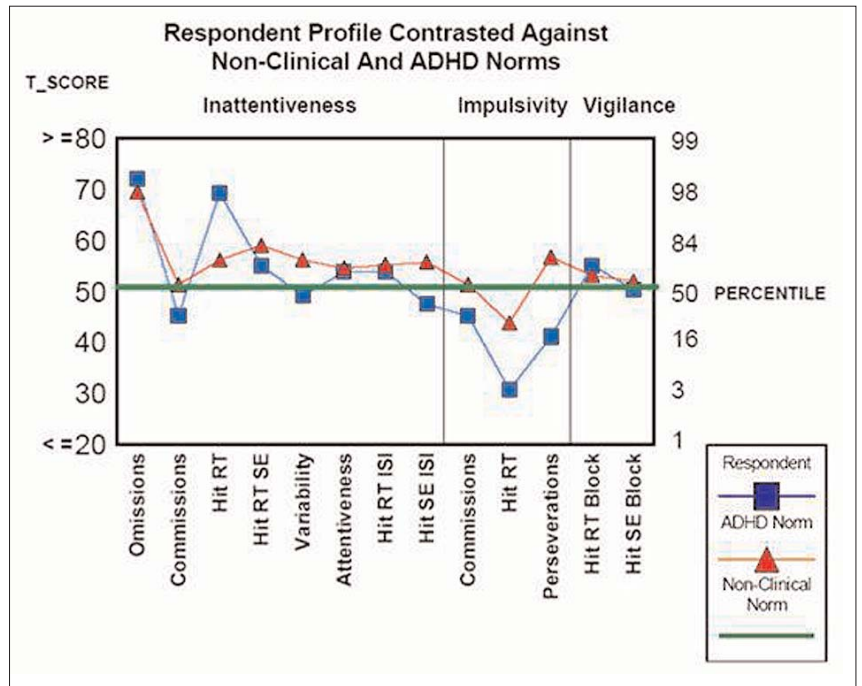 Respondent Profile Contrasted Against
Non-Clinical And ADHD Norms
T_SCORE
Inattentiveness
Impulsivity
Vigilance
> =80
70
60
50
40
30
< =20
99
98
84
50
16
3
1
PERCENTILE
Omissions
Commissions
Hit RT
Hit RT SE
Variability
Attentiveness
Hit RT ISI
Hit SE ISI
Commissions
Hit RT
Perseverations
Hit RT Block
Hit SE Block
Respondent
ADHD Norm
Non-Clinical
Norm